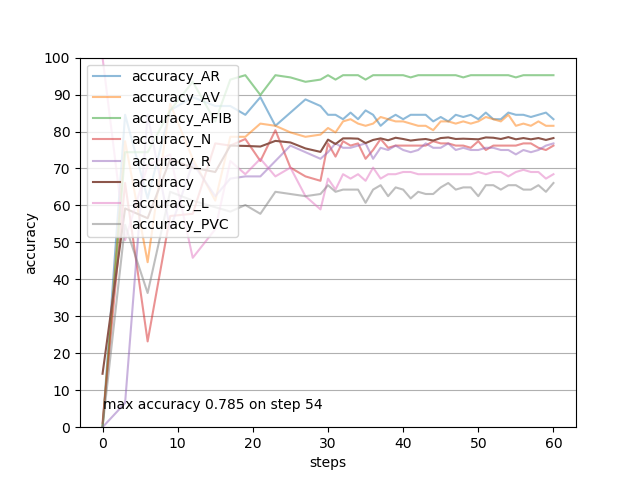 100
90
80
70
60
50
40
30
20
10
0
accuracy
accuracy_AR
accuracy_AV
accuracy_AFIB
accuracy_N
accuracy_R
accuracy
accuracy_L
accuracy_PVC
max accuracy 0.785 on step 54
0 10 20 30 40 50 60
steps